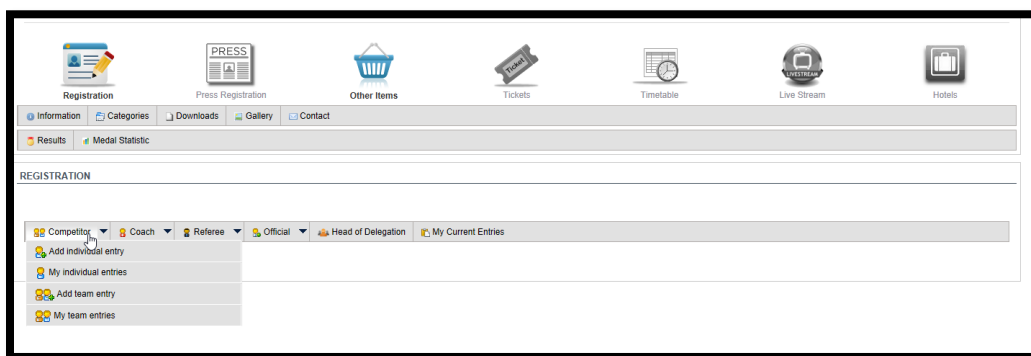 PRESS
Ticket
LIVESTREAM
Registration Press Registration Other Items Tickets Timetable Live Stream Hotels
Information Categories Downloads Gallery Contact
Results Medal Statistic
REGISTRATION
Competitor Coach Referee Official Head of Delegation My Current Entries
Add individual entry
My individual entries
Add team entry
My team entries